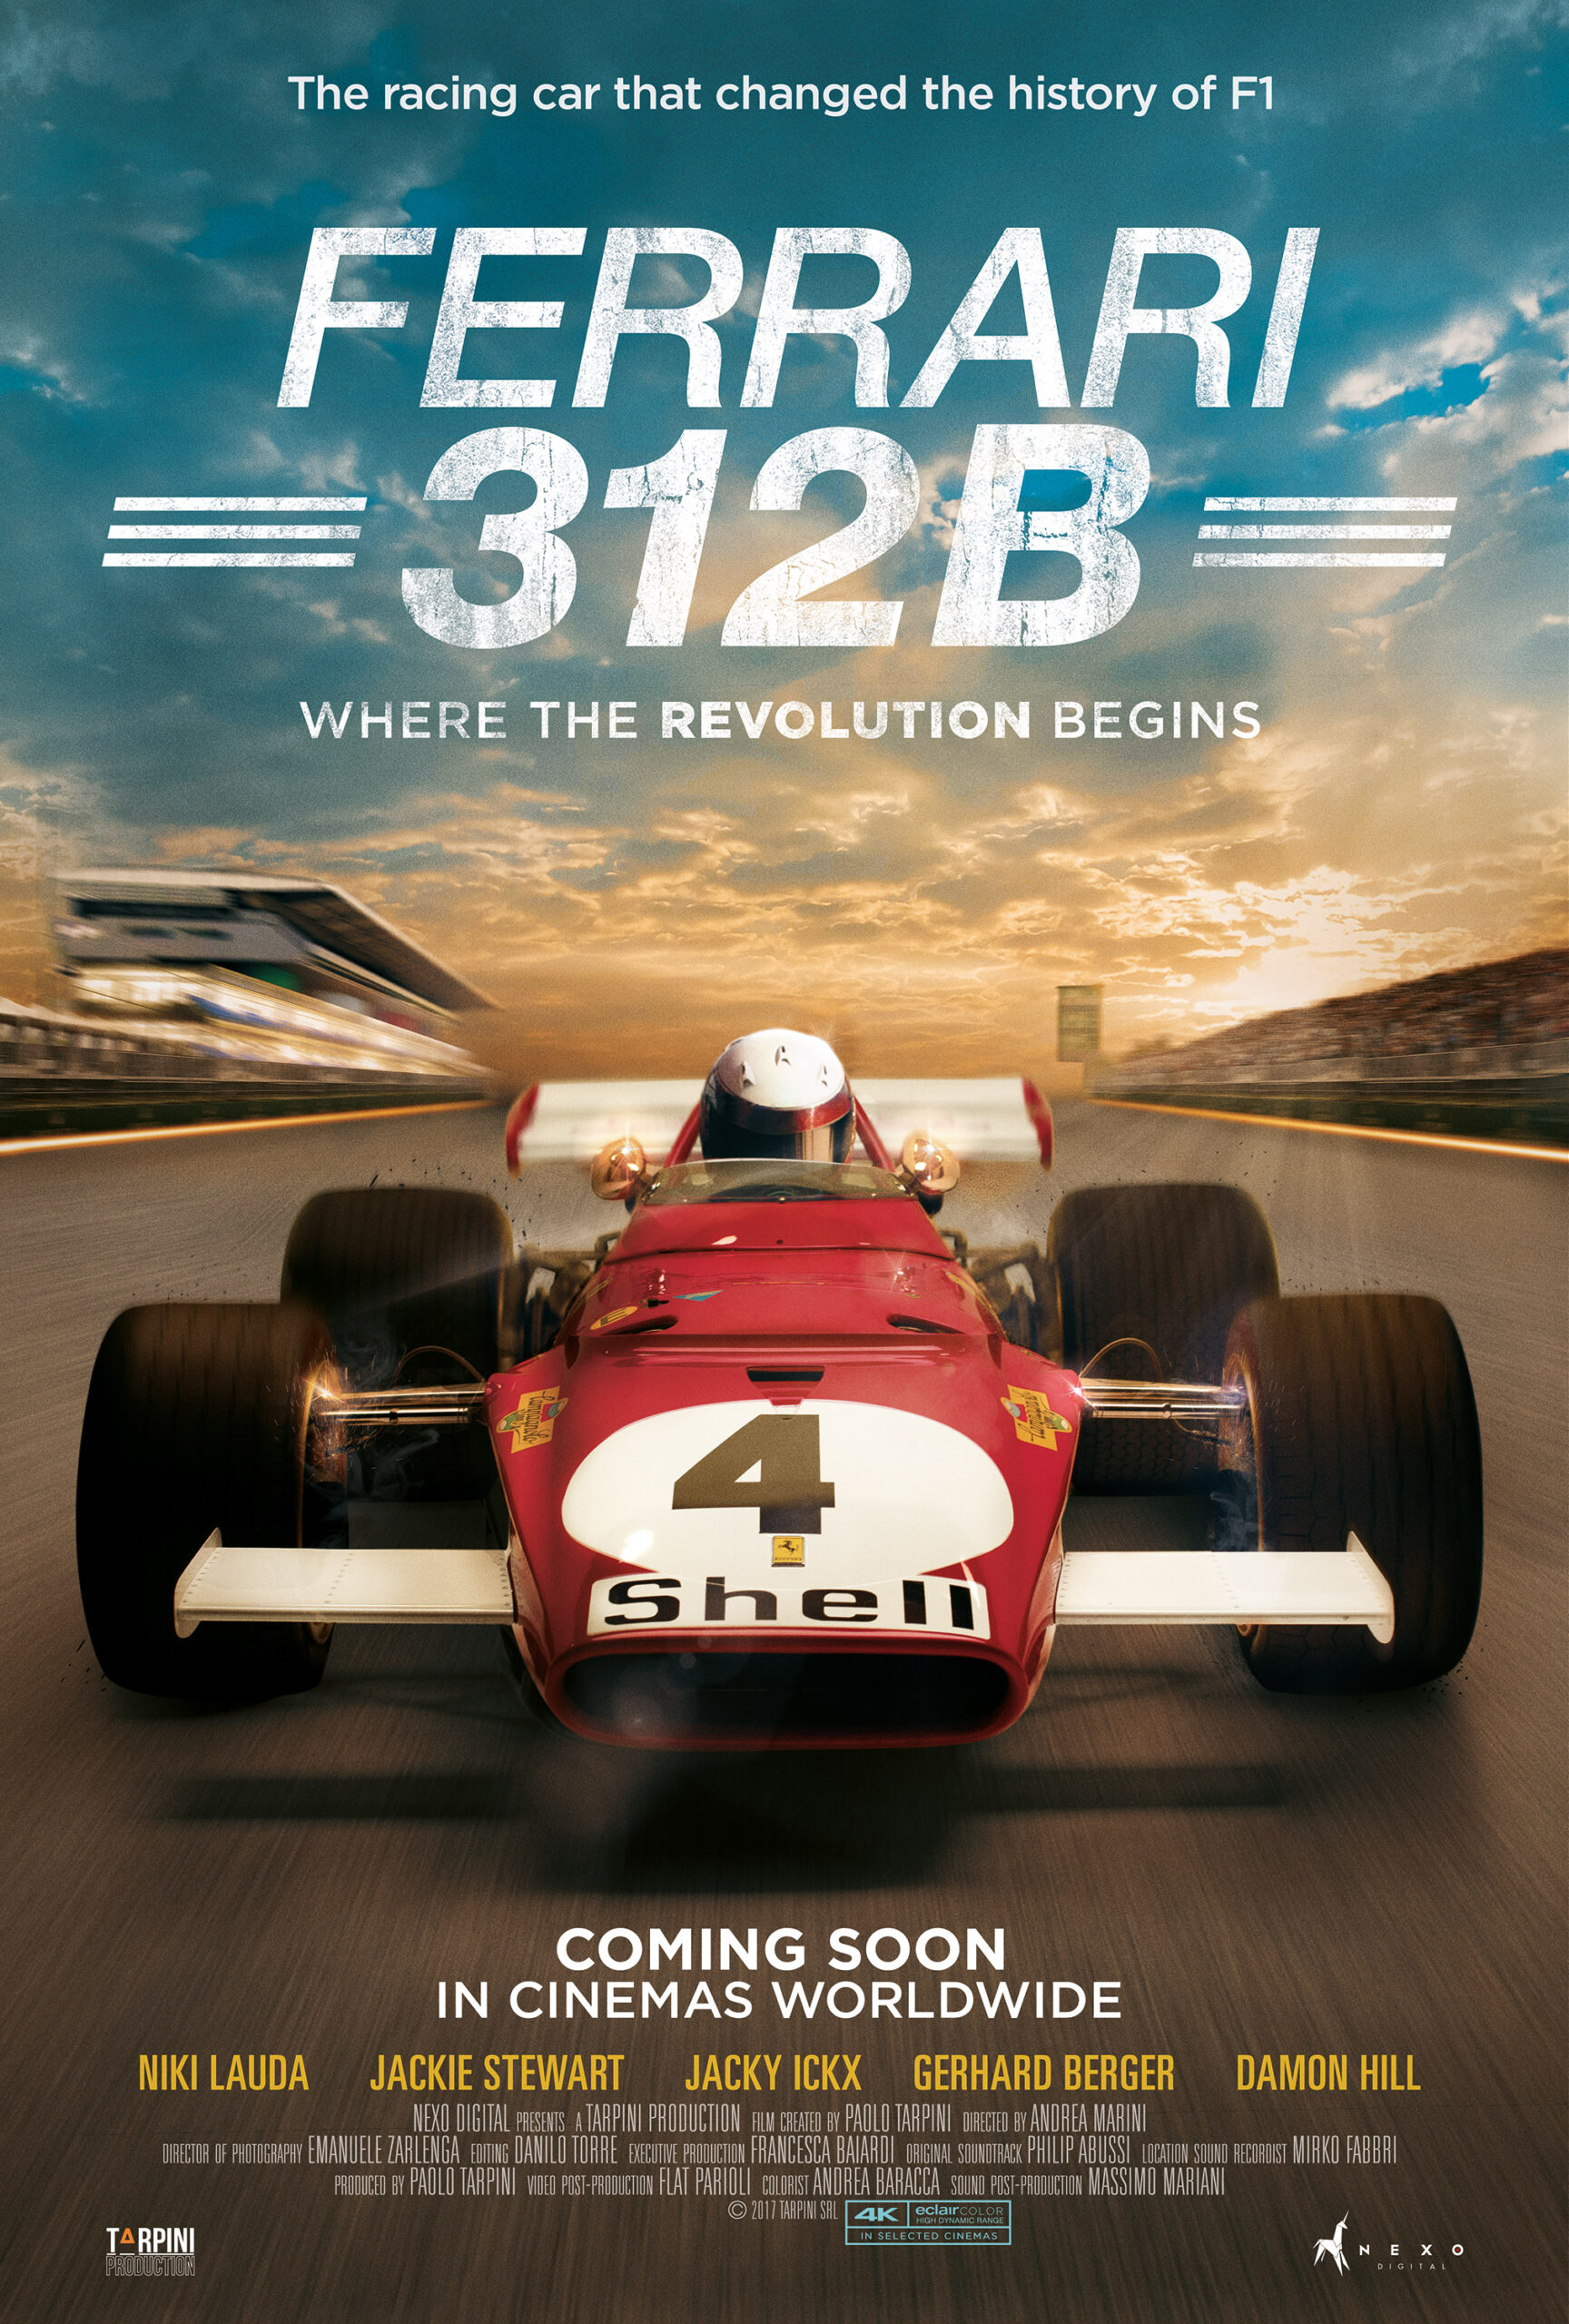 The racing car that changed the history of F1
FERRARI
312B
WHERE THE REVOLUTION BEGINS
4
Shell
COMING SOON
IN CINEMAS WORLDWIDE
NIKI LAUDA JACKIE STEWART JACKY ICKX GERHARD BERGER DAMON HILL
NEXO DIGITAL PRESENTS A TARPINI PRODUCTION FILM CREATED BY PAOLO TARPINI DIRECTED BY ANDREA MARINI
DIRECTOR OF PHOTOGRAPHY EMANUELE ZARLENGA EDITING DANILO TORRE EXECUTIVE PRODUCTION FRANCESCA BAIARDI ORIGINAL SOUNDTRACK PHILIP ABUSSI LOCATION SOUND RECORDIST MIRKO FABBRI
PRODUCED BY PAOLO TARPINI VIDEO POST-PRODUCTION FLAT PARIOLI COLORIST ANDREA BARACCA SOUND POST-PRODUCTION MASSIMO MARIANI
© 2017 TARPINI SRL
4K eclairCOLOR
HIGH DYNAMIC RANGE
IN SELECTED CINEMAS
TARPINI
PRODUCTION
NEXO
DIGITAL